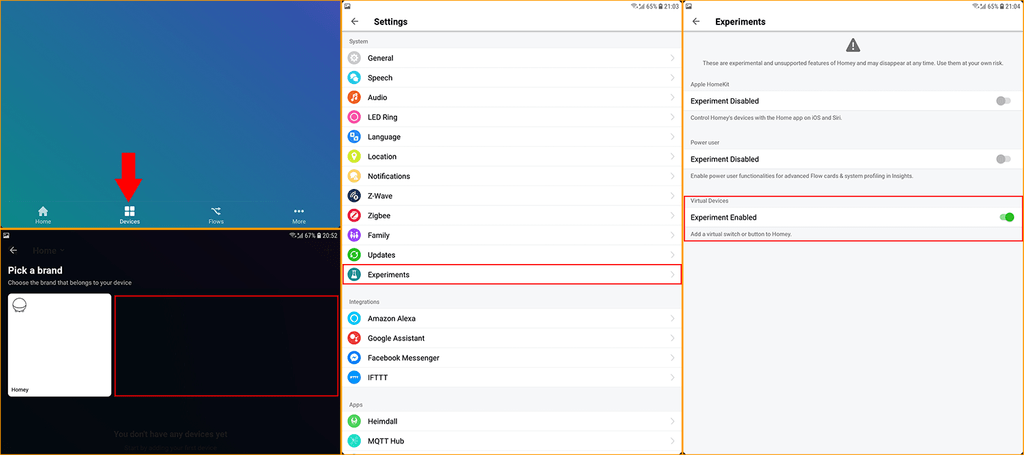 Home
Devices
Flows
More
67% 20:52
Home
Pick a brand
Choose the brand that belongs to your device
Homey
You don't have any devices yet
65% 21:03
Settings
System
General
Speech
Audio
LED Ring
Language
Location
Notifications
Z-Wave
Zigbee
Family
Updates
Experiments
Integrations
Amazon Alexa
Google Assistant
Facebook Messenger
IFTTT
Apps
Heimdall
MQTT Hub
65% 21:04
Experiments
These are experimental and unsupported features of Homey and may disappear at any time. Use them at your own risk.
Apple HomeKit
Experiment Disabled
Control Homey's devices with the Home app on iOS and Siri.
Power user
Experiment Disabled
Enable power user functionalities for advanced Flow cards & system profiling in Insights.
Virtual Devices
Experiment Enabled
Add a virtual switch or button to Homey.